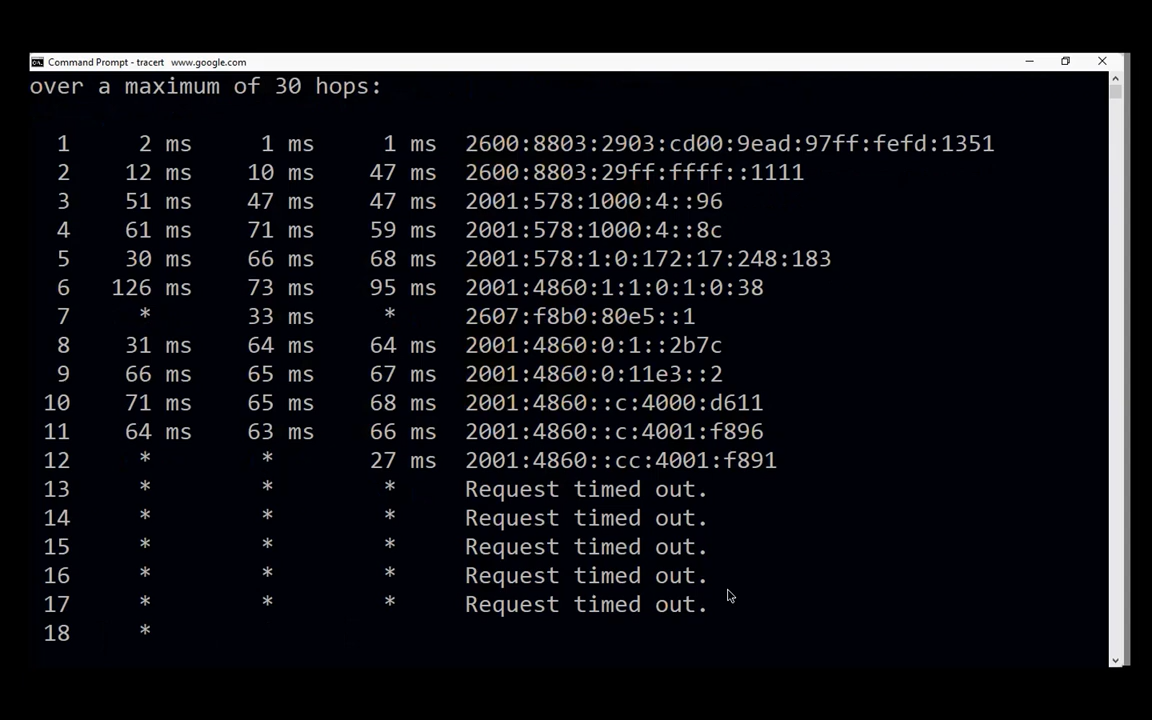 Command Prompt - tracert  www.google.com
over a maximum of 30 hops:
1 2 ms 1 ms 1 ms 2600:8803:2903:cd00:9ead:97ff:fefd:1351
2 12 ms 10 ms 47 ms 2600:8803:29ff:ffff::1111
3 51 ms 47 ms 47 ms 2001:578:1000:4::96
4 61 ms 71 ms 59 ms 2001:578:1000:4::8c
5 30 ms 66 ms 68 ms 2001:578:1:0:172:17:248:183
6 126 ms 73 ms 95 ms 2001:4860:1:1:0:1:0:38
7 * 33 ms * 2607:f8b0:80e5::1
8 31 ms 64 ms 64 ms 2001:4860:0:1::2b7c
9 66 ms 65 ms 67 ms 2001:4860:0:11e3::2
10 71 ms 65 ms 68 ms 2001:4860::c:4000:d611
11 64 ms 63 ms 66 ms 2001:4860::c:4001:f896
12 * * 27 ms 2001:4860::cc:4001:f891
13 * * * Request timed out.
14 * * * Request timed out.
15 * * * Request timed out.
16 * * * Request timed out.
17 * * * Request timed out.
18 *